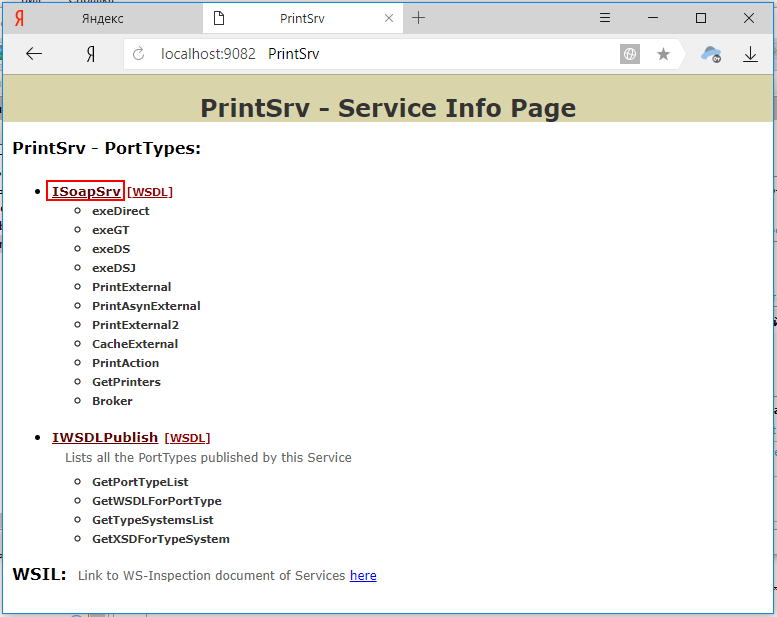 Яндекс
PrintSrv
localhost:9082 PrintSrv
PrintSrv - Service Info Page
PrintSrv - PortTypes:
ISoapSrv [WSDL]
exeDirect
exeGT
exeDS
exeDSJ
PrintExternal
PrintAsynExternal
PrintExternal2
CacheExternal
PrintAction
GetPrinters
Broker
IWSDLPublish [WSDL]
Lists all the PortTypes published by this Service
GetPortTypeList
GetWSDLForPortType
GetTypeSystemsList
GetXSDForTypeSystem
WSIL: Link to WS-Inspection document of Services here